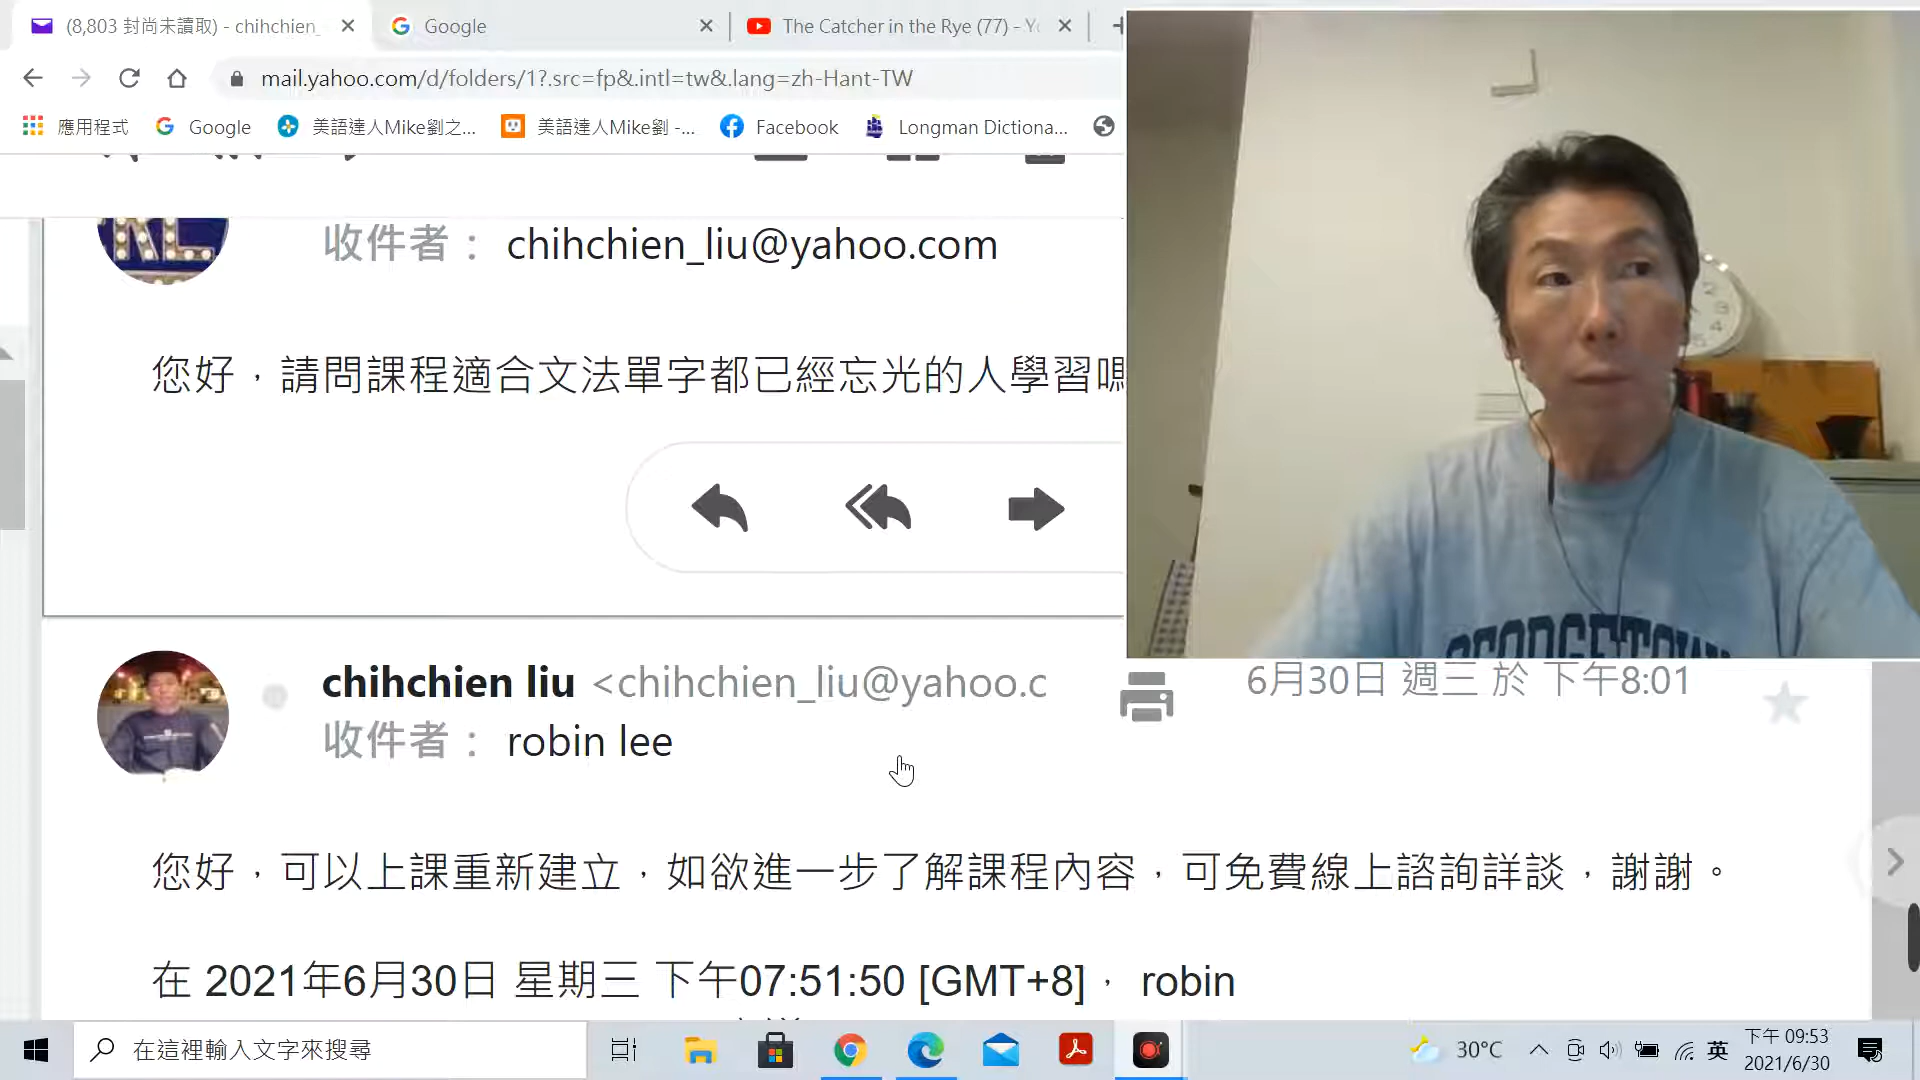 (8,803 封尚未讀取) - chihchien_
Google
The Catcher in the Rye (77) - Y
mail.yahoo.com/d/folders/1?.src=fp&.intl=tw&.lang=zh-Hant-TW
應用程式
Google
美語達人Mike劉之...
美語達人Mike劉 -...
Facebook
Longman Dictiona...
收件者： chihchien_liu@yahoo.com
您好，請問課程適合文法單字都已經忘光的人學習嗎
GEORGETOWN
chihchien liu <chihchien_liu@yahoo.c
6月30日 週三 於 下午8:01
收件者： robin lee
您好，可以上課重新建立，如欲進一步了解課程內容，可免費線上諮詢詳談，謝謝。
在 2021年6月30日 星期三 下午07:51:50 [GMT+8]， robin
在這裡輸入文字來搜尋
30°C
英
下午 09:53
2021/6/30